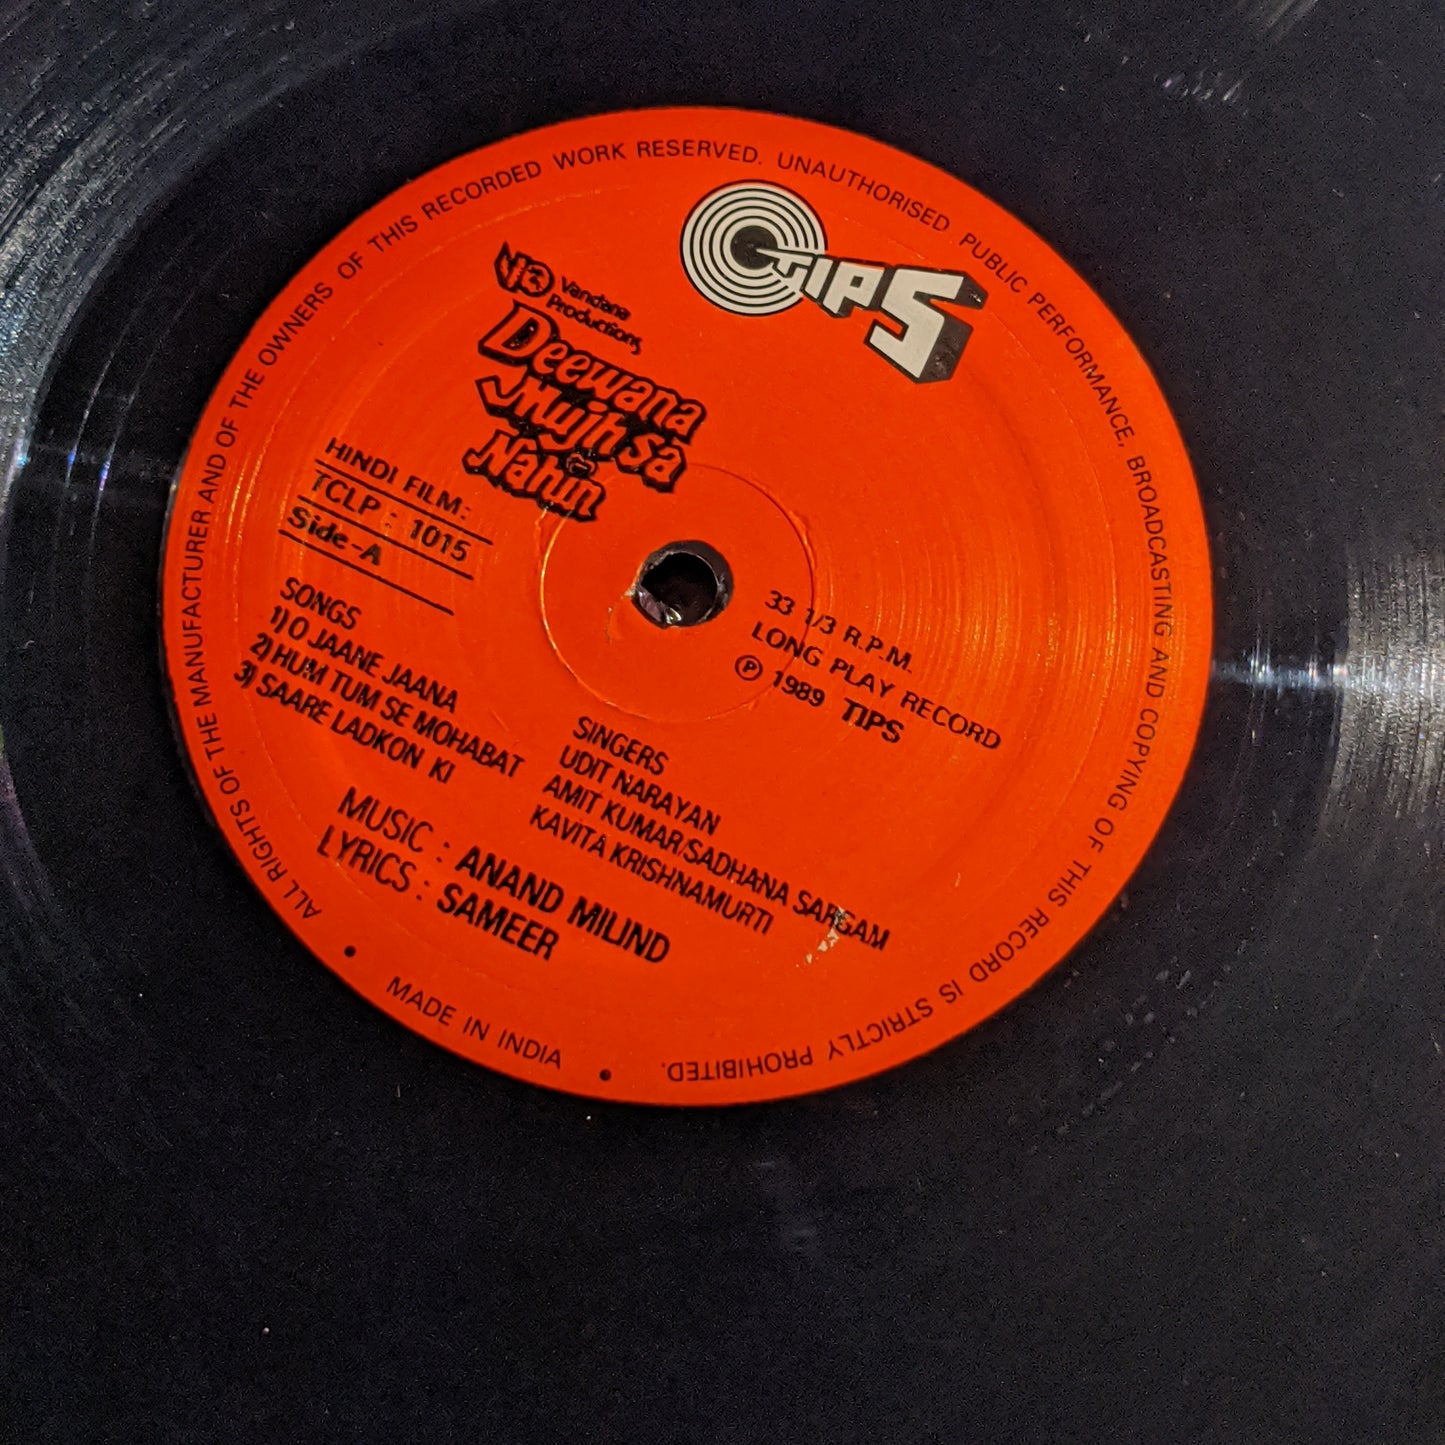 ALL RIGHTS OF THE MANUFACTURER AND OF THE OWNERS OF THIS RECORDED WORK RESERVED. UNAUTHORISED PUBLIC PERFORMANCE, BROADCASTING AND COPYING OF THIS RECORD IS STRICTLY PROHIBITED.
TIPS
Vandana
Productions
Deewana
Mujh sa
Nahin
HINDI FILM:
TCLP : 1015
Side-A
33 1/3 R.P.M.
LONG PLAY RECORD
Ⓟ 1989 TIPS
SONGS
1) O JAANE JAANA
2) HUM TUM SE MOHABAT
3) SAARE LADKON KI
SINGERS
UDIT NARAYAN
AMIT KUMAR/SADHANA SARGAM
KAVITA KRISHNAMURTI
MUSIC : ANAND MILIND
LYRICS : SAMEER
• MADE IN INDIA •